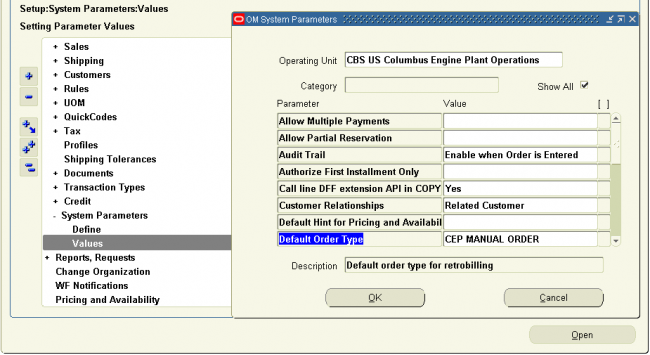 Setup:System Parameters:Values
Setting Parameter Values
+ Sales
+ Shipping
+ Customers
+ Rules
+ UOM
+ QuickCodes
+ Tax
Profiles
Shipping Tolerances
+ Documents
+ Transaction Types
+ Credit
- System Parameters
Define
Values
+ Reports, Requests
Change Organization
WF Notifications
Pricing and Availability
OM System Parameters
Operating Unit CBS US Columbus Engine Plant Operations
Category Show All
Parameter Value [ ]
Allow Multiple Payments
Allow Partial Reservation
Audit Trail Enable when Order is Entered
Authorize First Installment Only
Call line DFF extension API in COPY Yes
Customer Relationships Related Customer
Default Hint for Pricing and Availabil
Default Order Type CEP MANUAL ORDER
Description Default order type for retrobilling
OK Cancel
Open